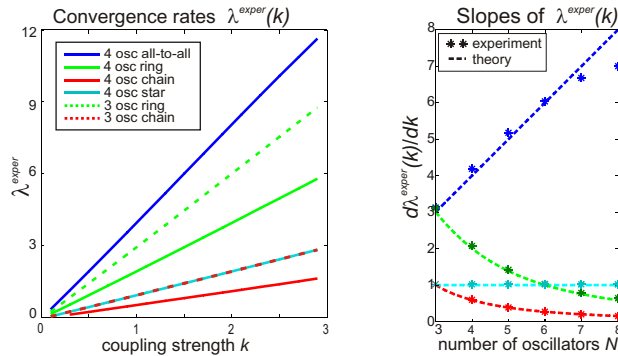 Convergence rates λ^exper(k)
12
9
6
3
0
λ^exper
4 osc all-to-all
4 osc ring
4 osc chain
4 osc star
3 osc ring
3 osc chain
0 1 2 3
coupling strength k
Slopes of λ^exper(k)
8
7
6
5
4
3
2
1
0
dλ^exper(k)/dk
experiment
theory
3 4 5 6 7 8
number of oscillators N